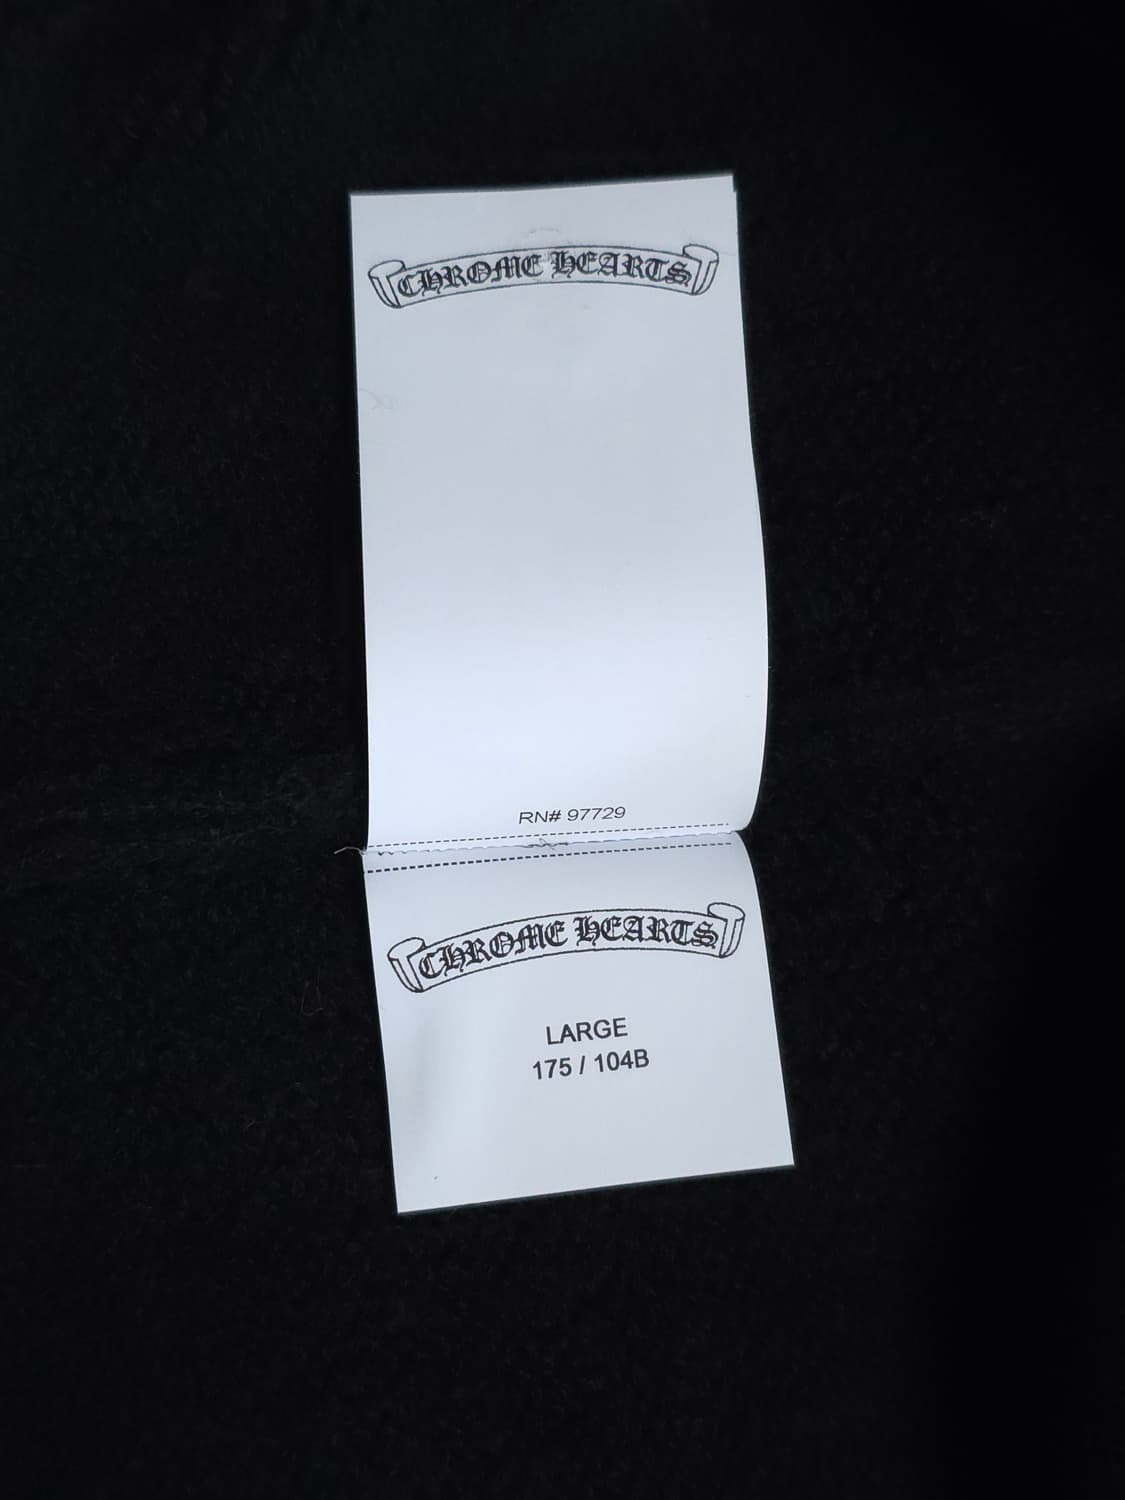 CHROME HEARTS
RN# 97729
CHROME HEARTS
LARGE
175 / 104B